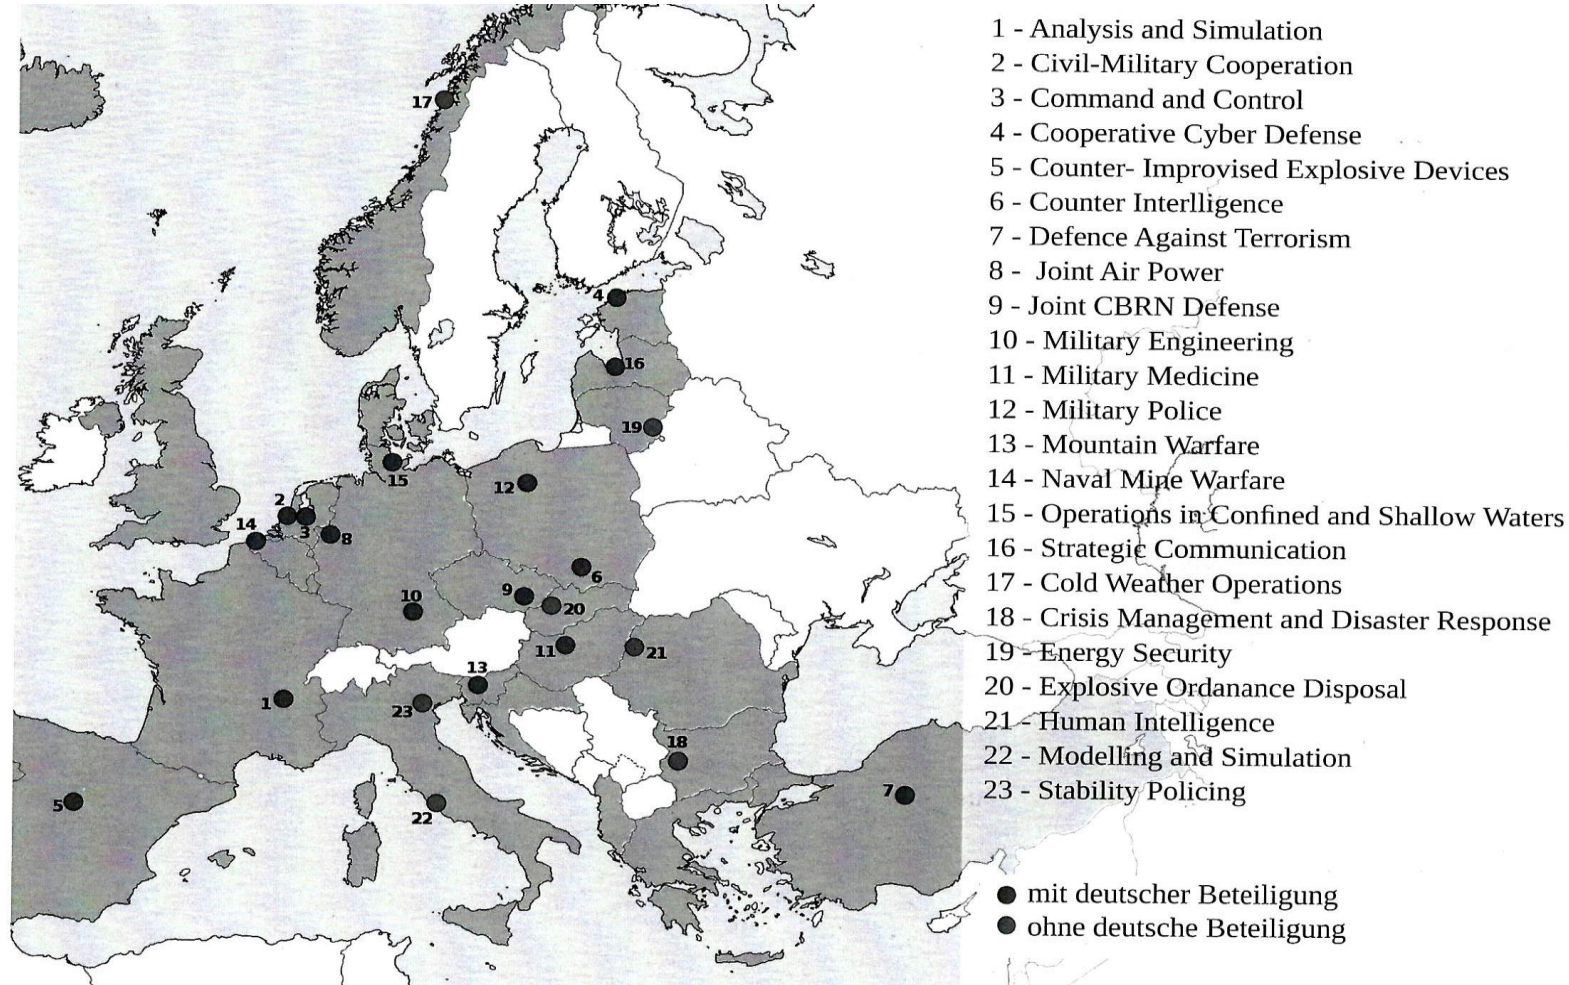 1 - Analysis and Simulation
2 - Civil-Military Cooperation
3 - Command and Control
4 - Cooperative Cyber Defense
5 - Counter- Improvised Explosive Devices
6 - Counter Interlligence
7 - Defence Against Terrorism
8 - Joint Air Power
9 - Joint CBRN Defense
10 - Military Engineering
11 - Military Medicine
12 - Military Police
13 - Mountain Warfare
14 - Naval Mine Warfare
15 - Operations in Confined and Shallow Waters
16 - Strategic Communication
17 - Cold Weather Operations
18 - Crisis Management and Disaster Response
19 - Energy Security
20 - Explosive Ordanance Disposal
21 - Human Intelligence
22 - Modelling and Simulation
23 - Stability Policing
mit deutscher Beteiligung
ohne deutsche Beteiligung
17
4
16
19
15
12
2
14
3
8
6
9
10
20
11
21
13
1
23
18
5
7
22